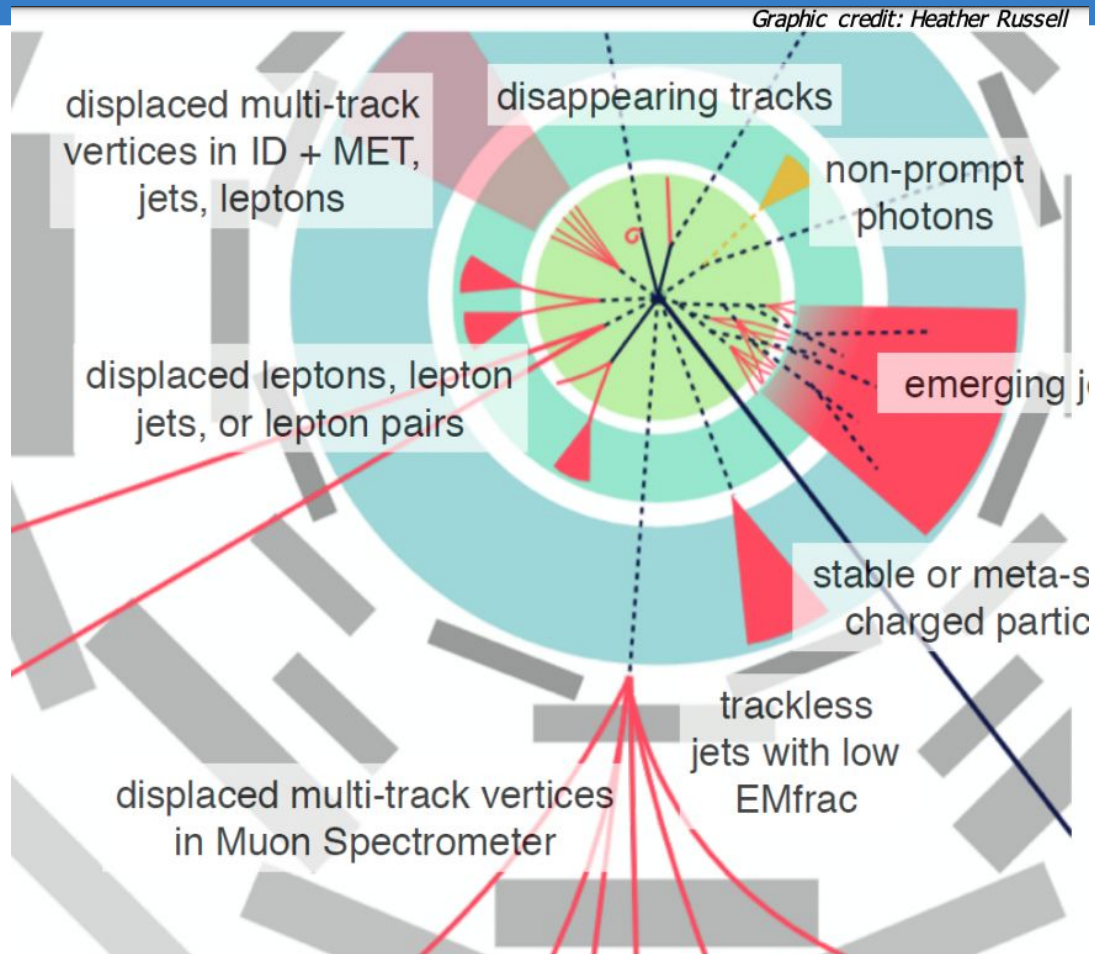 Graphic credit: Heather Russell
displaced multi-track
vertices in ID + MET,
jets, leptons
disappearing tracks
non-prompt
photons
displaced leptons, lepton
jets, or lepton pairs
emerging j
stable or meta-s
charged partic
trackless
jets with low
EMfrac
displaced multi-track vertices
in Muon Spectrometer